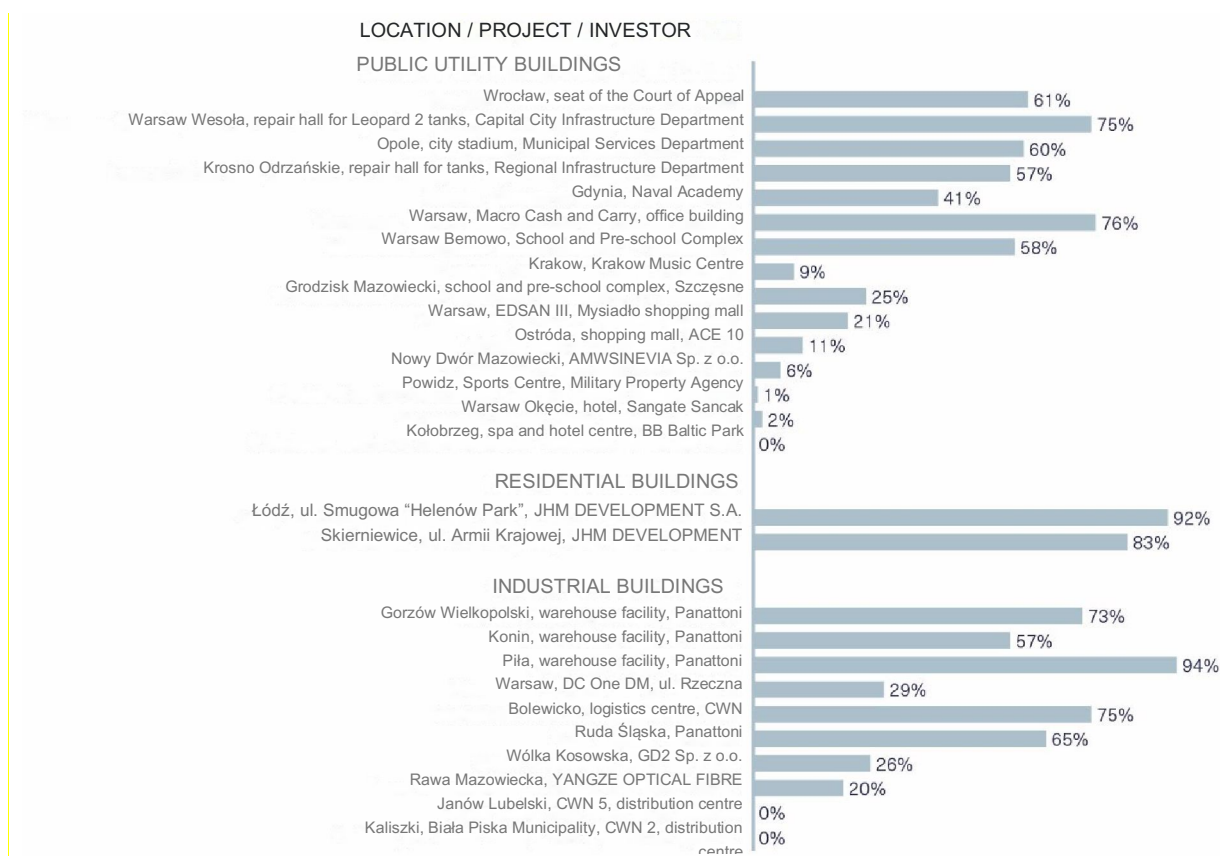 LOCATION / PROJECT / INVESTOR
PUBLIC UTILITY BUILDINGS
Wrocław, seat of the Court of Appeal 61%
Warsaw Wesoła, repair hall for Leopard 2 tanks, Capital City Infrastructure Department 75%
Opole, city stadium, Municipal Services Department 60%
Krosno Odrzańskie, repair hall for tanks, Regional Infrastructure Department 57%
Gdynia, Naval Academy 41%
Warsaw, Macro Cash and Carry, office building 76%
Warsaw Bemowo, School and Pre-school Complex 58%
Krakow, Krakow Music Centre 9%
Grodzisk Mazowiecki, school and pre-school complex, Szczęsne 25%
Warsaw, EDSAN III, Mysiadło shopping mall 21%
Ostróda, shopping mall, ACE 10 11%
Nowy Dwór Mazowiecki, AMWSINEVIA Sp. z o.o. 6%
Powidz, Sports Centre, Military Property Agency 1%
Warsaw Okęcie, hotel, Sangate Sancak 2%
Kołobrzeg, spa and hotel centre, BB Baltic Park 0%
RESIDENTIAL BUILDINGS
Łódź, ul. Smugowa “Helenów Park”, JHM DEVELOPMENT S.A. 92%
Skierniewice, ul. Armii Krajowej, JHM DEVELOPMENT 83%
INDUSTRIAL BUILDINGS
Gorzów Wielkopolski, warehouse facility, Panattoni 73%
Konin, warehouse facility, Panattoni 57%
Piła, warehouse facility, Panattoni 94%
Warsaw, DC One DM, ul. Rzeczna 29%
Bolewicko, logistics centre, CWN 75%
Ruda Śląska, Panattoni 65%
Wólka Kosowska, GD2 Sp. z o.o. 26%
Rawa Mazowiecka, YANGZE OPTICAL FIBRE 20%
Janów Lubelski, CWN 5, distribution centre 0%
Kaliszki, Biała Piska Municipality, CWN 2, distribution 0%
centre